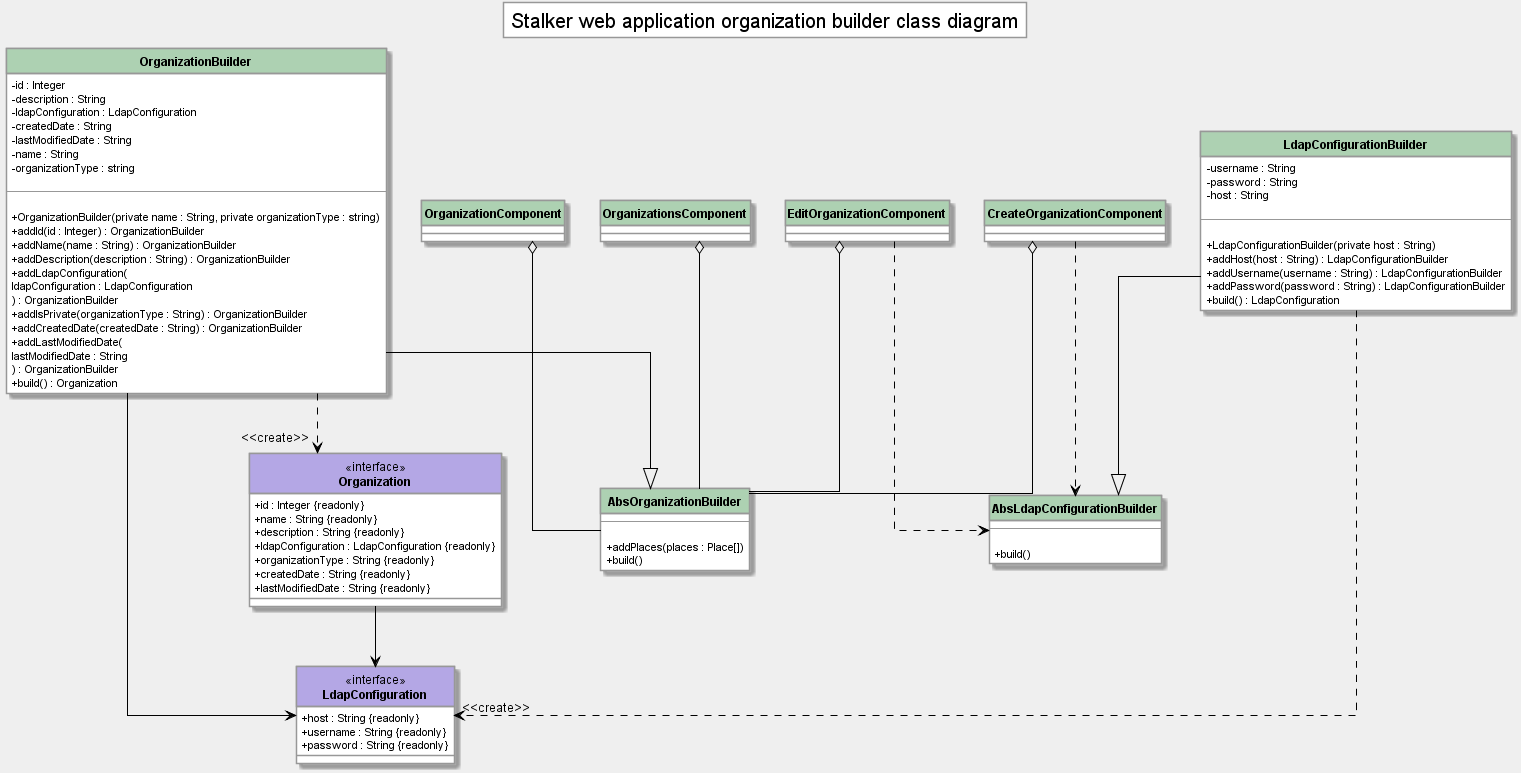 Stalker web application organization builder class diagram
OrganizationBuilder
-id : Integer
-description : String
-ldapConfiguration : LdapConfiguration
-createdDate : String
-lastModifiedDate : String
-name : String
-organizationType : string
+OrganizationBuilder(private name : String, private organizationType : string)
+addId(id : Integer) : OrganizationBuilder
+addName(name : String) : OrganizationBuilder
+addDescription(description : String) : OrganizationBuilder
+addLdapConfiguration(
ldapConfiguration : LdapConfiguration
) : OrganizationBuilder
+addIsPrivate(organizationType : String) : OrganizationBuilder
+addCreatedDate(createdDate : String) : OrganizationBuilder
+addLastModifiedDate(
lastModifiedDate : String
) : OrganizationBuilder
+build() : Organization
OrganizationComponent
OrganizationsComponent
EditOrganizationComponent
CreateOrganizationComponent
LdapConfigurationBuilder
-username : String
-password : String
-host : String
+LdapConfigurationBuilder(private host : String)
+addHost(host : String) : LdapConfigurationBuilder
+addUsername(username : String) : LdapConfigurationBuilder
+addPassword(password : String) : LdapConfigurationBuilder
+build() : LdapConfiguration
<<create>>
«interface»
Organization
+id : Integer {readonly}
+name : String {readonly}
+description : String {readonly}
+ldapConfiguration : LdapConfiguration {readonly}
+organizationType : String {readonly}
+createdDate : String {readonly}
+lastModifiedDate : String {readonly}
AbsOrganizationBuilder
+addPlaces(places : Place[])
+build()
AbsLdapConfigurationBuilder
+build()
«interface»
LdapConfiguration
+host : String {readonly}
+username : String {readonly}
+password : String {readonly}
<<create>>